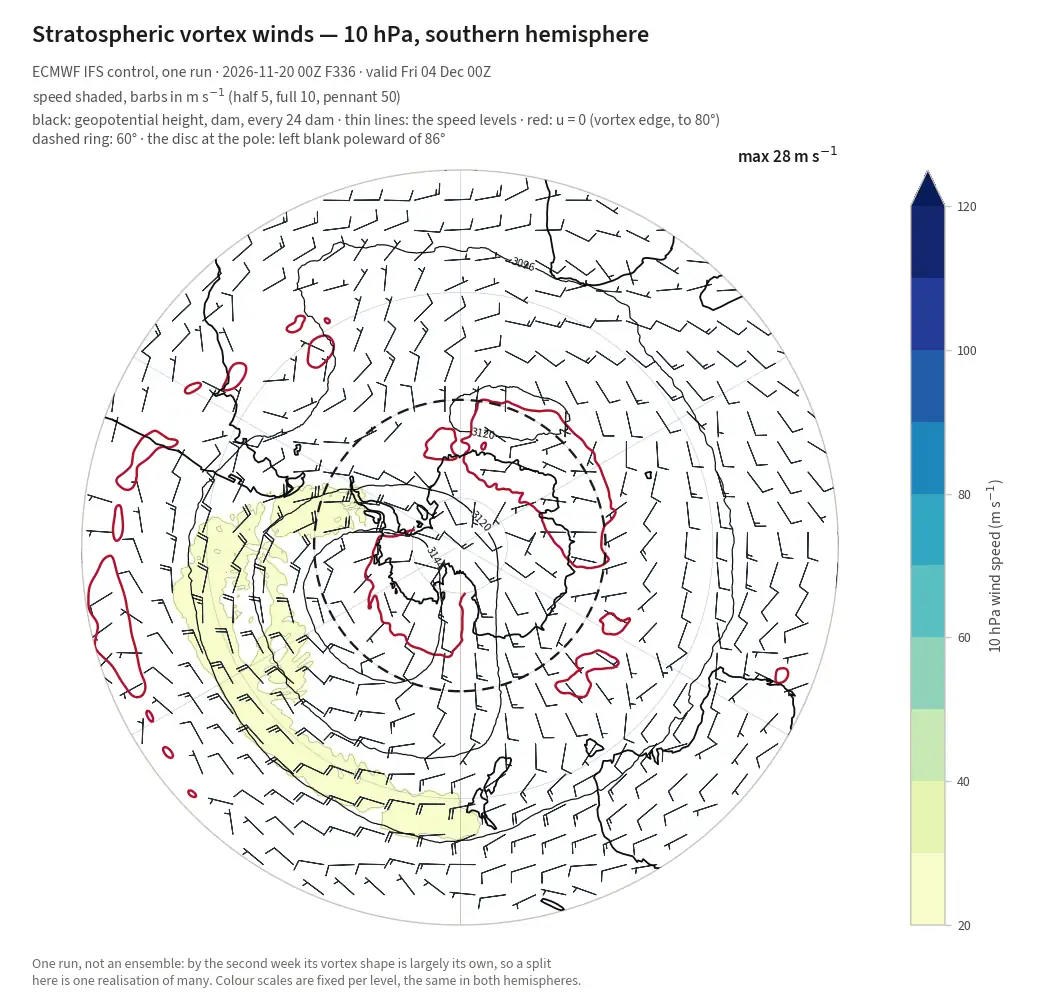 Stratospheric vortex winds — 10 hPa, southern hemisphere
ECMWF IFS control, one run · 2026-11-20 00Z F336 · valid Fri 04 Dec 00Z
speed shaded, barbs in m s⁻¹ (half 5, full 10, pennant 50)
black: geopotential height, dam, every 24 dam · thin lines: the speed levels · red: u = 0 (vortex edge, to 80°)
dashed ring: 60° · the disc at the pole: left blank poleward of 86°
max 28 m s⁻¹
120
100
80
60
40
20
10 hPa wind speed (m s⁻¹)
3096
3120
3120
One run, not an ensemble: by the second week its vortex shape is largely its own, so a split
here is one realisation of many. Colour scales are fixed per level, the same in both hemispheres.